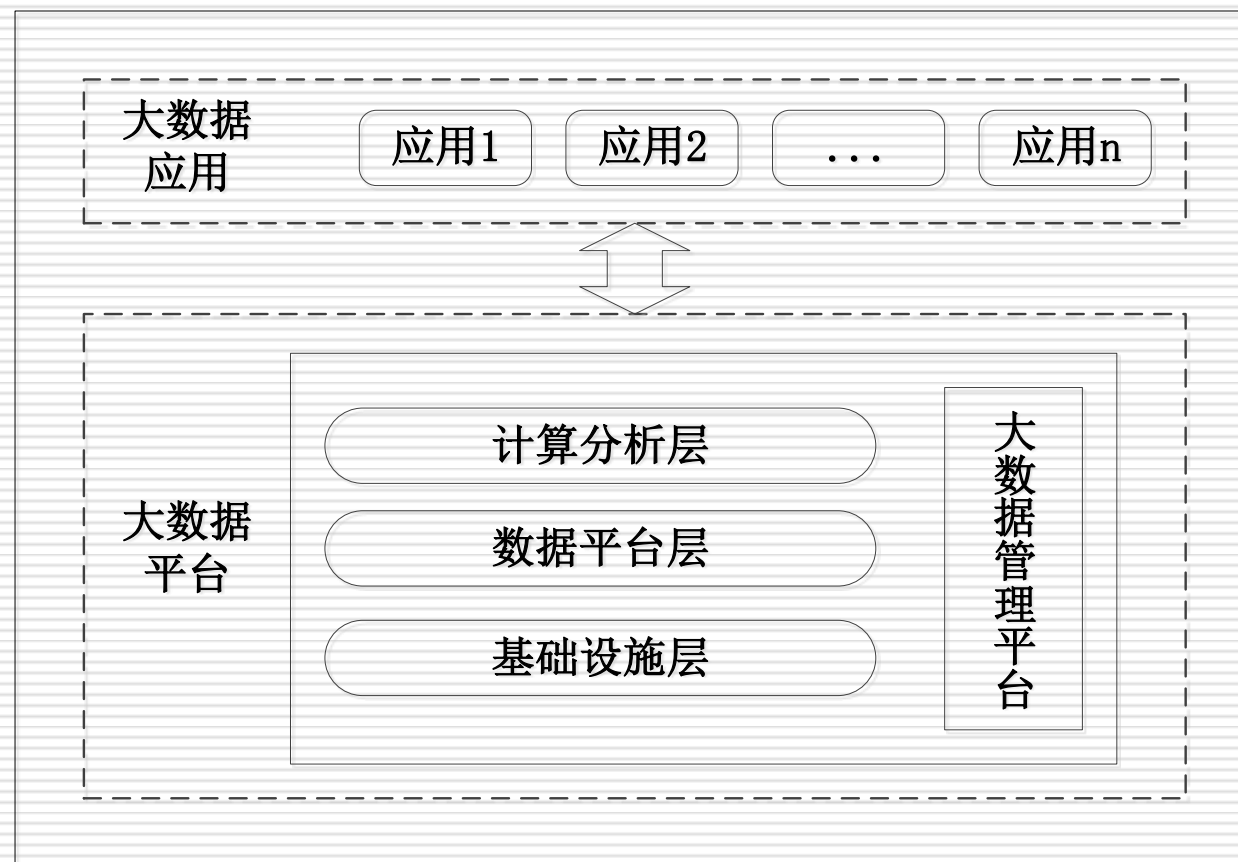 大数据
应用
应用1
应用2
...
应用n
大数据
平台
计算分析层
数据平台层
基础设施层
大数据管理平台